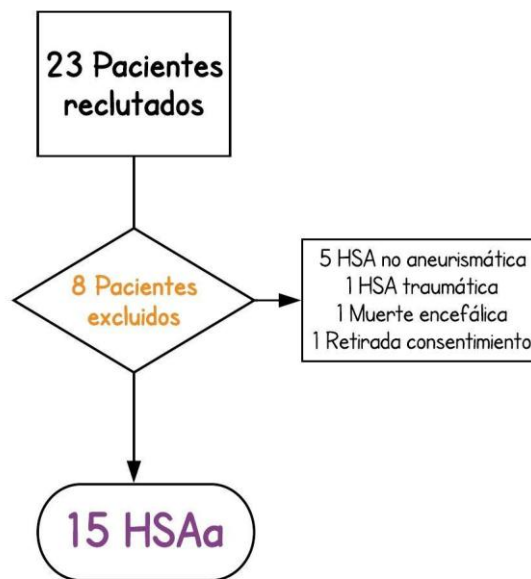 23 Pacientes
reclutados
8 Pacientes
excluidos
5 HSA no aneurismática
1 HSA traumática
1 Muerte encefálica
1 Retirada consentimiento
15 HSAa